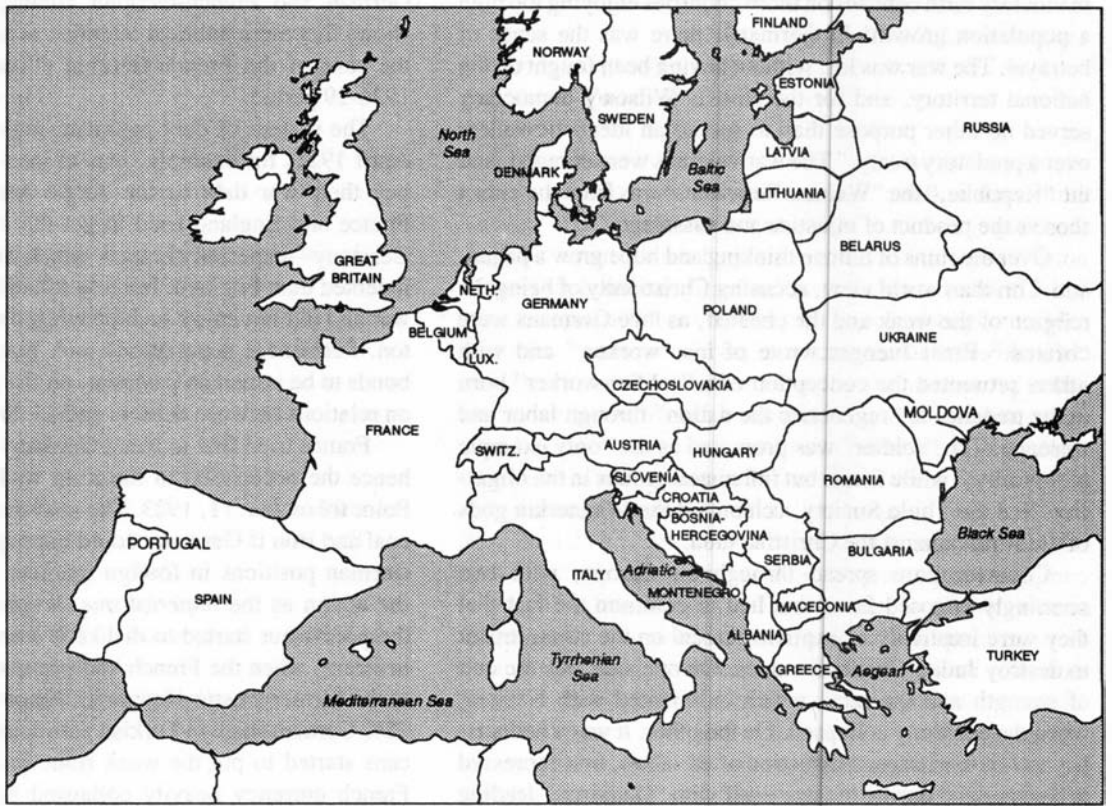 FINLAND
NORWAY
ESTONIA
SWEDEN
RUSSIA
North
Sea
LATVIA
DENMARK
Baltic
Sea
LITHUANIA
GREAT
BRITAIN
BELARUS
NETH.
GERMANY
POLAND
BELGIUM
UKRAINE
LUX.
CZECHOSLOVAKIA
MOLDOVA
FRANCE
AUSTRIA
SWITZ.
HUNGARY
SLOVENIA
ROMANIA
CROATIA
BOSNIA-
HERCEGOVINA
Black Sea
PORTUGAL
SERBIA
BULGARIA
ITALY
Adriatic
SPAIN
MONTENEGRO
MACEDONIA
ALBANIA
TURKEY
GREECE
Aegean
Tyrrhenian
Sea
Mediterranean Sea